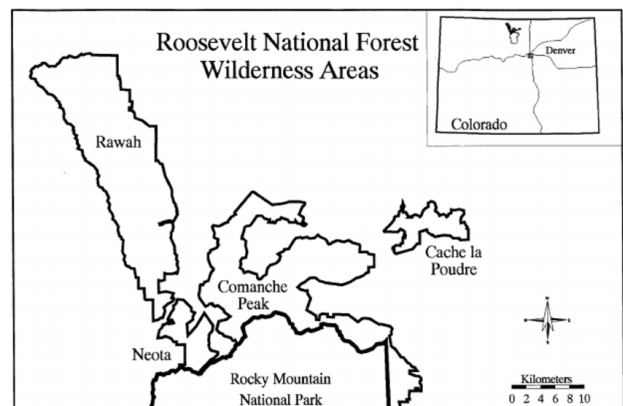 Roosevelt National Forest
Wilderness Areas
Denver
Colorado
Rawah
Cache la
Poudre
Comanche
Peak
Neota
Rocky Mountain
National Park
Kilometers
0 2 4 6 8 10